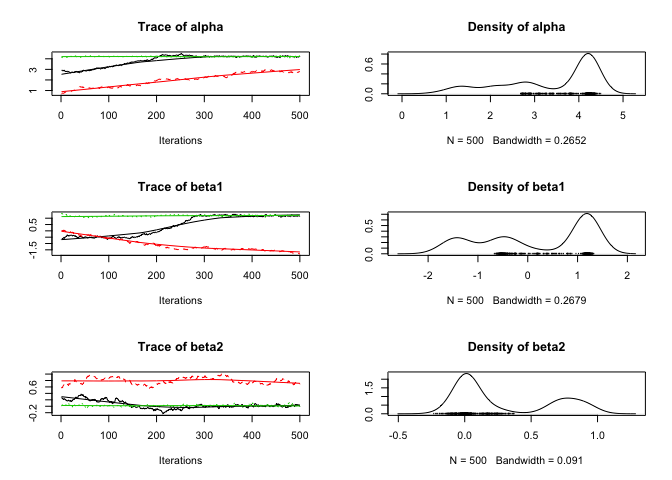 Trace of alpha
1 3
0 100 200 300 400 500
Iterations
Density of alpha
0.0 0.6
0 1 2 3 4 5
N = 500 Bandwidth = 0.2652
Trace of beta1
-1.5 0.5
0 100 200 300 400 500
Iterations
Density of beta1
0.0 0.5
-2 -1 0 1 2
N = 500 Bandwidth = 0.2679
Trace of beta2
-0.2 0.6
0 100 200 300 400 500
Iterations
Density of beta2
0.0 1.5
-0.5 0.0 0.5 1.0
N = 500 Bandwidth = 0.091